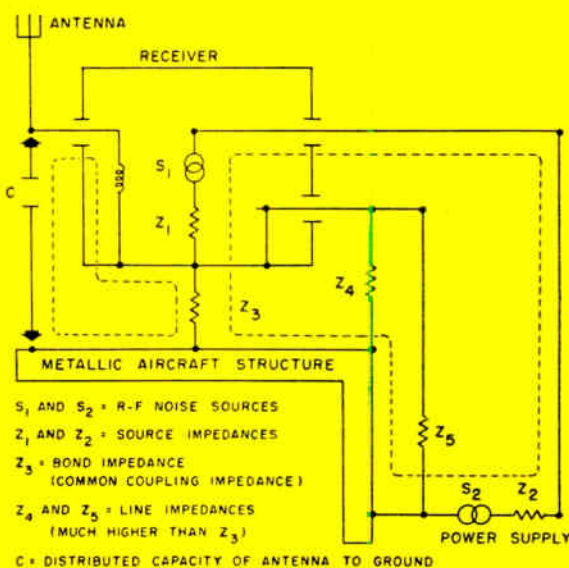 ANTENNA
RECEIVER
S1
C
Z1
Z4
Z3
METALLIC AIRCRAFT STRUCTURE
S1 AND S2 = R-F NOISE SOURCES
Z1 AND Z2 = SOURCE IMPEDANCES
Z5
Z3 = BOND IMPEDANCE
(COMMON COUPLING IMPEDANCE)
S2 Z2
Z4 AND Z5 = LINE IMPEDANCES
(MUCH HIGHER THAN Z3)
POWER SUPPLY
C = DISTRIBUTED CAPACITY OF ANTENNA TO GROUND